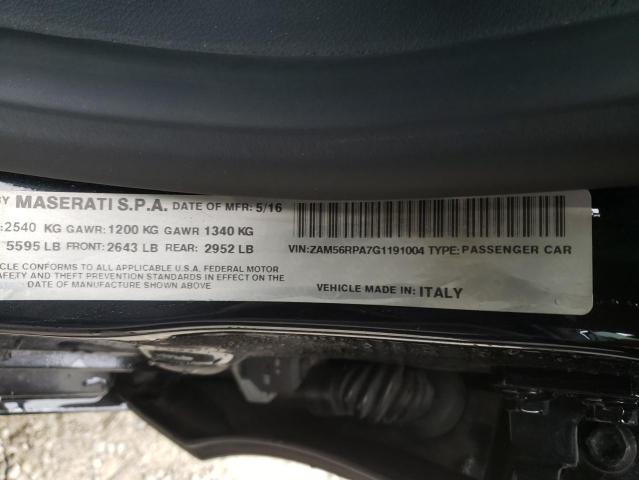 BY MASERATI S.P.A. DATE OF MFR: 5/16
:2540 KG GAWR: 1200 KG GAWR 1340 KG
5595 LB FRONT: 2643 LB REAR: 2952 LB
VIN:ZAM56RPA7G1191004 TYPE: PASSENGER CAR
CLE CONFORMS TO ALL APPLICABLE U.S.A. FEDERAL MOTOR
AFETY AND THEFT PREVENTION STANDARDS IN EFFECT ON
DATE OF MANUFACTURE SHOWN ABOVE
VEHICLE MADE IN: ITALY